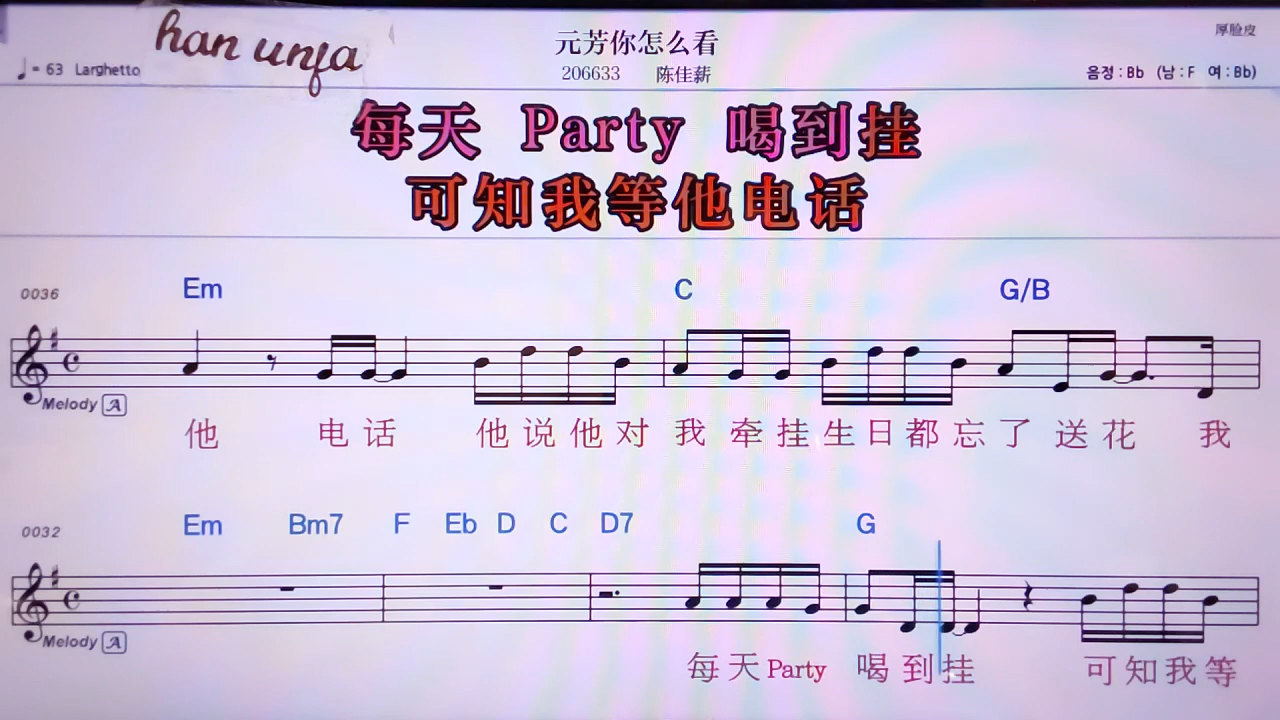 han unfa
元芳你怎么看
厚脸皮
♩= 63 Larghetto
206633 陈佳薪
음정 : Bb (남 : F 여 : Bb)
每天 Party 喝到挂
可知我等他电话
0036 Em C G/B
Melody A
他 电 话 他 说 他 对 我 牵 挂 生 日 都 忘 了 送 花 我
0032 Em Bm7 F Eb D C D7 G
Melody A
每 天 Party 喝 到 挂 可 知 我 等